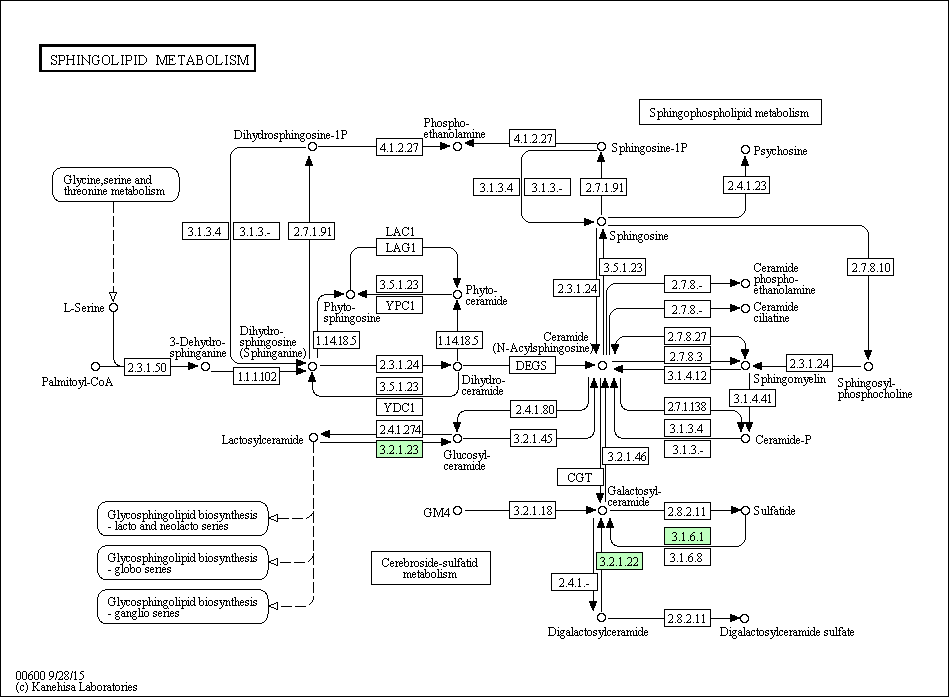 SPHINGOLIPID METABOLISM
Sphingophospholipid metabolism
Dihydrosphingosine-1P
4.1.2.27
Phospho-
ethanolamine
4.1.2.27
Sphingosine-1P
Psychosine
Glycine,serine and
threonine metabolism
3.1.3.4
3.1.3.-
2.7.1.91
2.4.1.23
3.1.3.4
3.1.3.-
2.7.1.91
LAC1
LAG1
Sphingosine
3.5.1.23
2.7.8.10
2.3.1.24
3.5.1.23
YPC1
Phyto-
sphingosine
Phyto-
ceramide
2.7.8.-
Ceramide
phospho-
ethanolamine
2.7.8.-
Ceramide
ciliatine
L-Serine
3-Dehydro-
sphinganine
Dihydro-
sphingosine
(Sphinganine)
1.14.18.5
1.14.18.5
Ceramide
(N-Acylsphingosine)
2.7.8.27
2.7.8.3
3.1.4.12
Palmitoyl-CoA
2.3.1.50
1.1.1.102
2.3.1.24
3.5.1.23
YDC1
Dihydro-
ceramide
DEGS
Sphingomyelin
2.3.1.24
Sphingosyl-
phosphocholine
3.1.4.41
2.4.1.80
2.7.1.138
3.1.3.4
3.1.3.-
Ceramide-P
Lactosylceramide
2.4.1.274
3.2.1.23
Glucosyl-
ceramide
3.2.1.45
3.2.1.46
CGT
Galactosyl-
ceramide
GM4
3.2.1.18
2.8.2.11
Sulfatide
3.1.6.1
3.1.6.8
Glycosphingolipid biosynthesis
- lacto and neolacto series
Glycosphingolipid biosynthesis
- globo series
Glycosphingolipid biosynthesis
- ganglio series
Cerebroside-sulfatid
metabolism
3.2.1.22
2.4.1.-
Digalactosylceramide
2.8.2.11
Digalactosylceramide sulfate
00600 9/28/15
(c) Kanehisa Laboratories